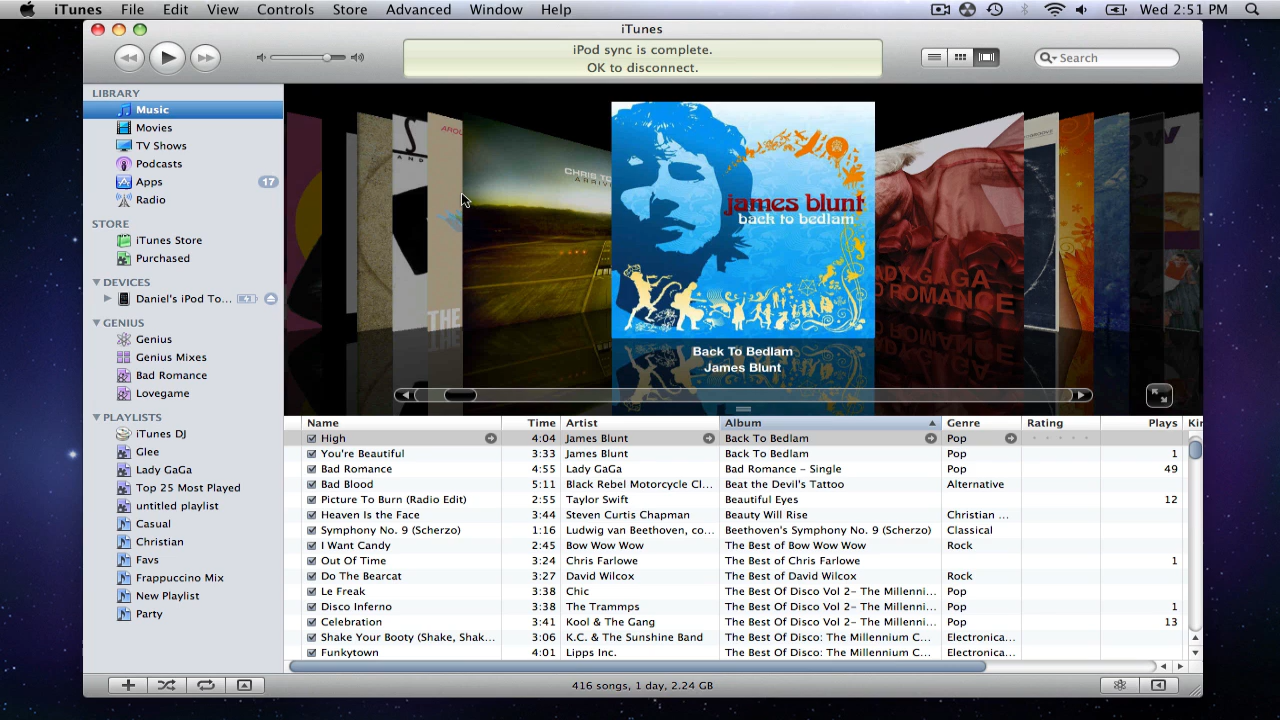 iTunes File Edit View Controls Store Advanced Window Help Wed 2:51 PM
iTunes
iPod sync is complete.
OK to disconnect.
Search
LIBRARY
Music
Movies
TV Shows
Podcasts
Apps 17
Radio
STORE
iTunes Store
Purchased
DEVICES
Daniel's iPod To...
GENIUS
Genius
Genius Mixes
Bad Romance
Lovegame
PLAYLISTS
iTunes DJ
Glee
Lady GaGa
Top 25 Most Played
untitled playlist
Casual
Christian
Favs
Frappuccino Mix
New Playlist
Party
CHRIS TO
ARRIV
THE
james blunt
back to bedlam
ADY GAGA
D ROMANCE
Back To Bedlam
James Blunt
Name Time Artist Album Genre Rating Plays Kin
High 4:04 James Blunt Back To Bedlam Pop
You're Beautiful 3:33 James Blunt Back To Bedlam Pop 1
Bad Romance 4:55 Lady GaGa Bad Romance – Single Pop 49
Bad Blood 5:11 Black Rebel Motorcycle Cl... Beat the Devil's Tattoo Alternative
Picture To Burn (Radio Edit) 2:55 Taylor Swift Beautiful Eyes 12
Heaven Is the Face 3:44 Steven Curtis Chapman Beauty Will Rise Christian ...
Symphony No. 9 (Scherzo) 1:16 Ludwig van Beethoven, co... Beethoven's Symphony No. 9 (Scherzo) Classical
I Want Candy 2:45 Bow Wow Wow The Best of Bow Wow Wow Rock
Out Of Time 3:24 Chris Farlowe The Best of Chris Farlowe 1
Do The Bearcat 3:27 David Wilcox The Best of David Wilcox Rock
Le Freak 3:38 Chic The Best Of Disco Vol 2– The Millenni... Pop
Disco Inferno 3:38 The Trammps The Best Of Disco Vol 2– The Millenni... Pop 1
Celebration 3:41 Kool & The Gang The Best Of Disco Vol 2– The Millenni... Pop 13
Shake Your Booty (Shake, Shak... 3:06 K.C. & The Sunshine Band The Best Of Disco: The Millennium C... Electronica...
Funkytown 4:01 Lipps Inc. The Best Of Disco: The Millennium C... Electronica...
416 songs, 1 day, 2.24 GB